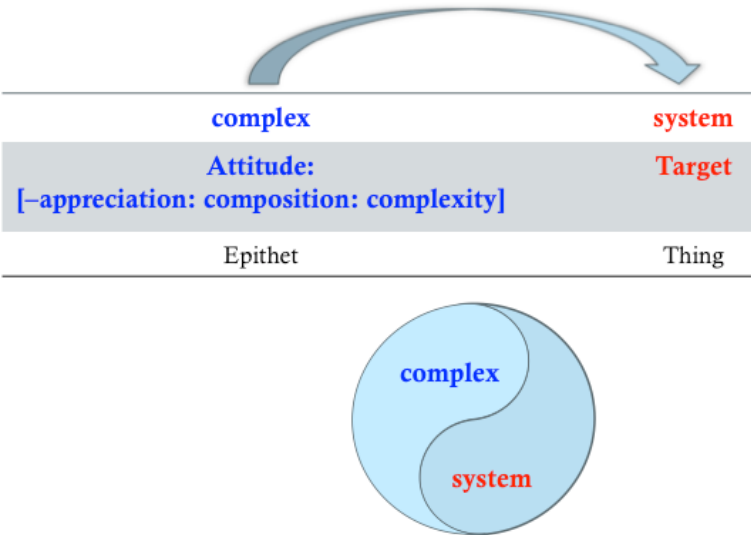 complex system
Attitude: Target
[–appreciation: composition: complexity]
Epithet Thing
complex
system